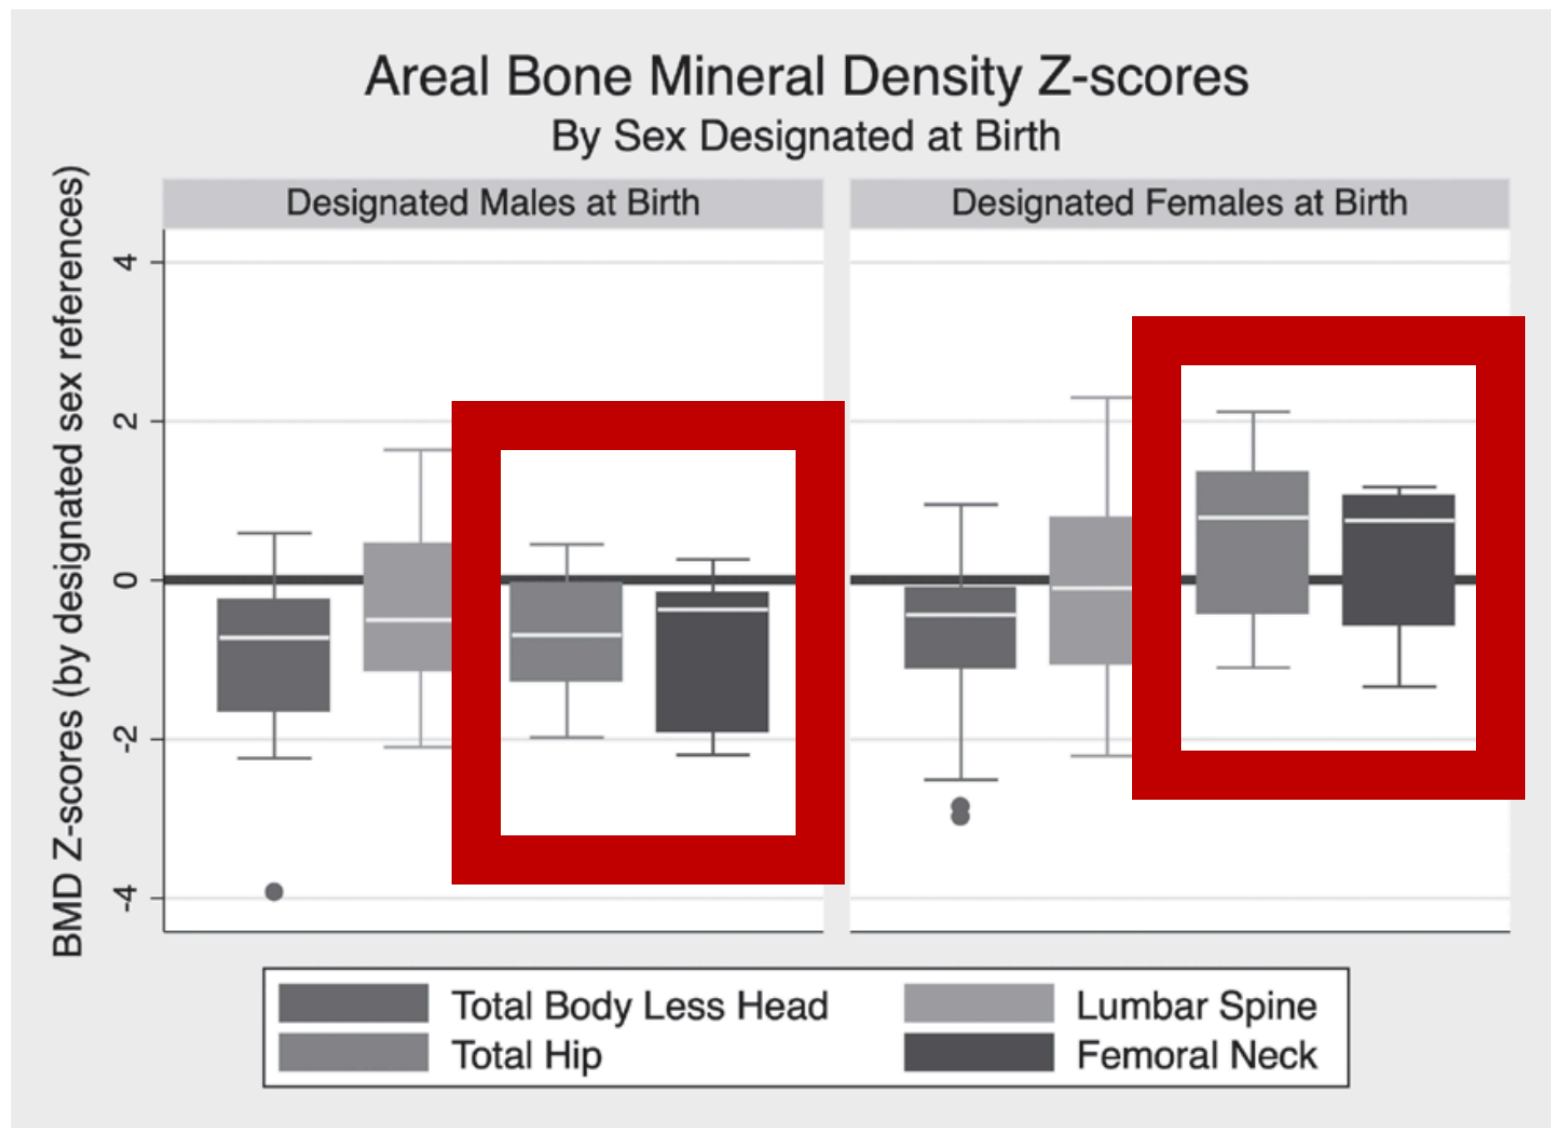 Areal Bone Mineral Density Z-scores
By Sex Designated at Birth
BMD Z-scores (by designated sex references)
Designated Males at Birth
Designated Females at Birth
4
2
0
-2
-4
Total Body Less Head
Lumbar Spine
Total Hip
Femoral Neck